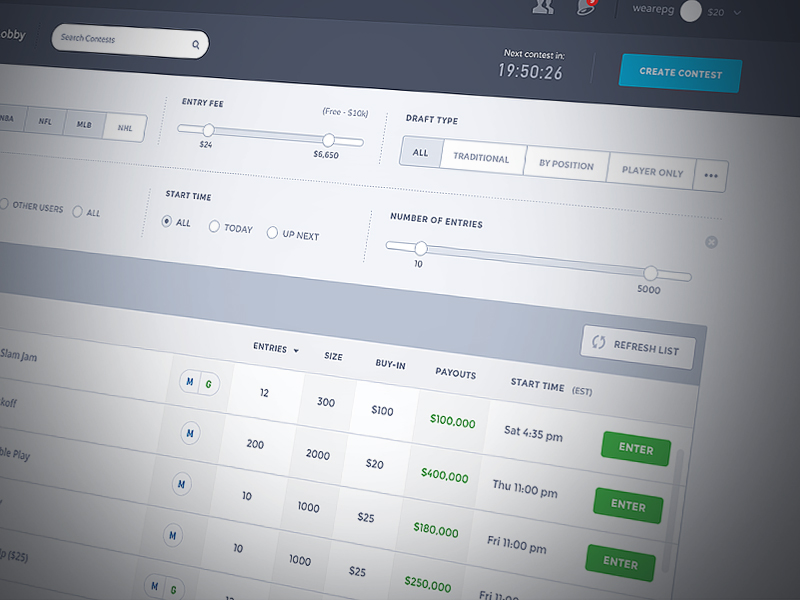 wearepg $20
obby
Search Contests
Next contest in:
19:50:26
CREATE CONTEST
NBA NFL MLB NHL
ENTRY FEE (Free - $10k)
$24 $6,650
DRAFT TYPE
ALL TRADITIONAL BY POSITION PLAYER ONLY •••
OTHER USERS ALL
START TIME
ALL TODAY UP NEXT
NUMBER OF ENTRIES
10 5000
REFRESH LIST
ENTRIES SIZE BUY-IN PAYOUTS START TIME (EST)
Slam Jam M G 12 300 $100 $100,000 Sat 4:35 pm ENTER
koff M 200 2000 $20 $400,000 Thu 11:00 pm ENTER
ble Play M 10 1000 $25 $180,000 Fri 11:00 pm ENTER
M 10 1000 $25 $250,000
lp ($25) M G